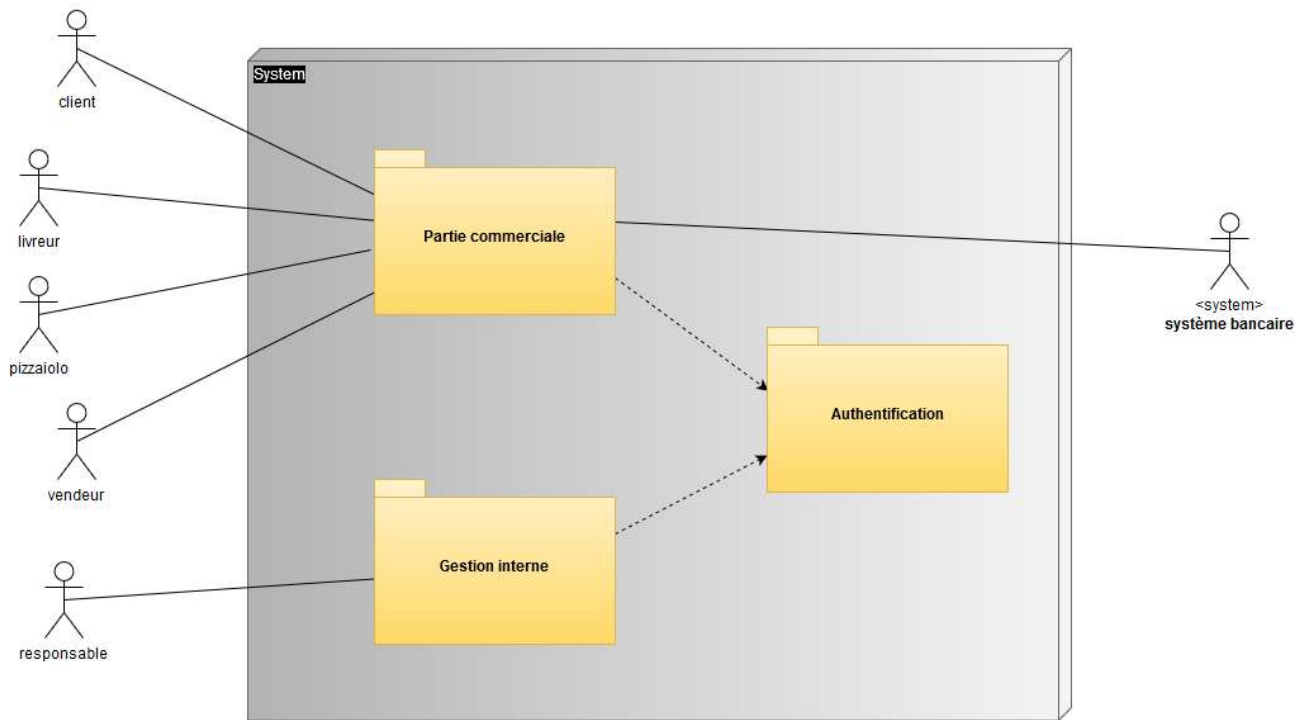 client
System
livreur
Partie commerciale
pizzaiolo
<system>
système bancaire
Authentification
vendeur
Gestion interne
responsable